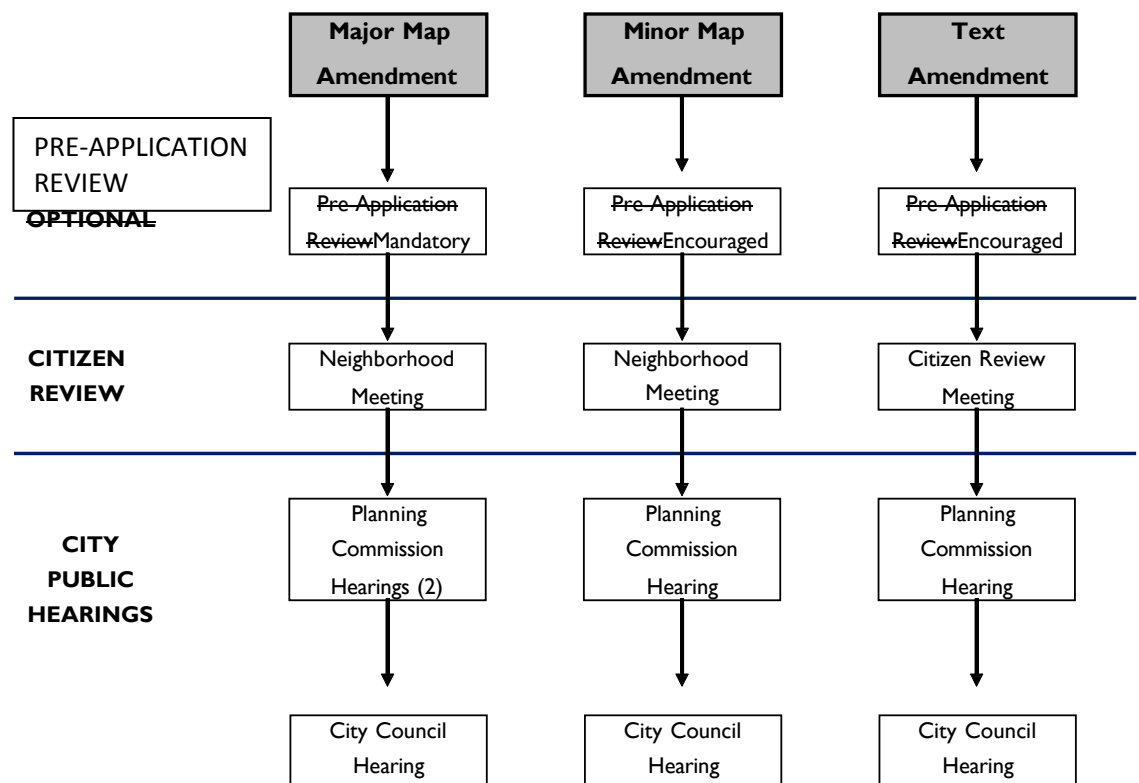 Major Map
Amendment
Minor Map
Amendment
Text
Amendment
PRE-APPLICATION
REVIEW
OPTIONAL
Pre-Application
ReviewMandatory
Pre-Application
ReviewEncouraged
Pre-Application
ReviewEncouraged
CITIZEN
REVIEW
Neighborhood
Meeting
Neighborhood
Meeting
Citizen Review
Meeting
CITY
PUBLIC
HEARINGS
Planning
Commission
Hearings (2)
Planning
Commission
Hearing
Planning
Commission
Hearing
City Council
Hearing
City Council
Hearing
City Council
Hearing